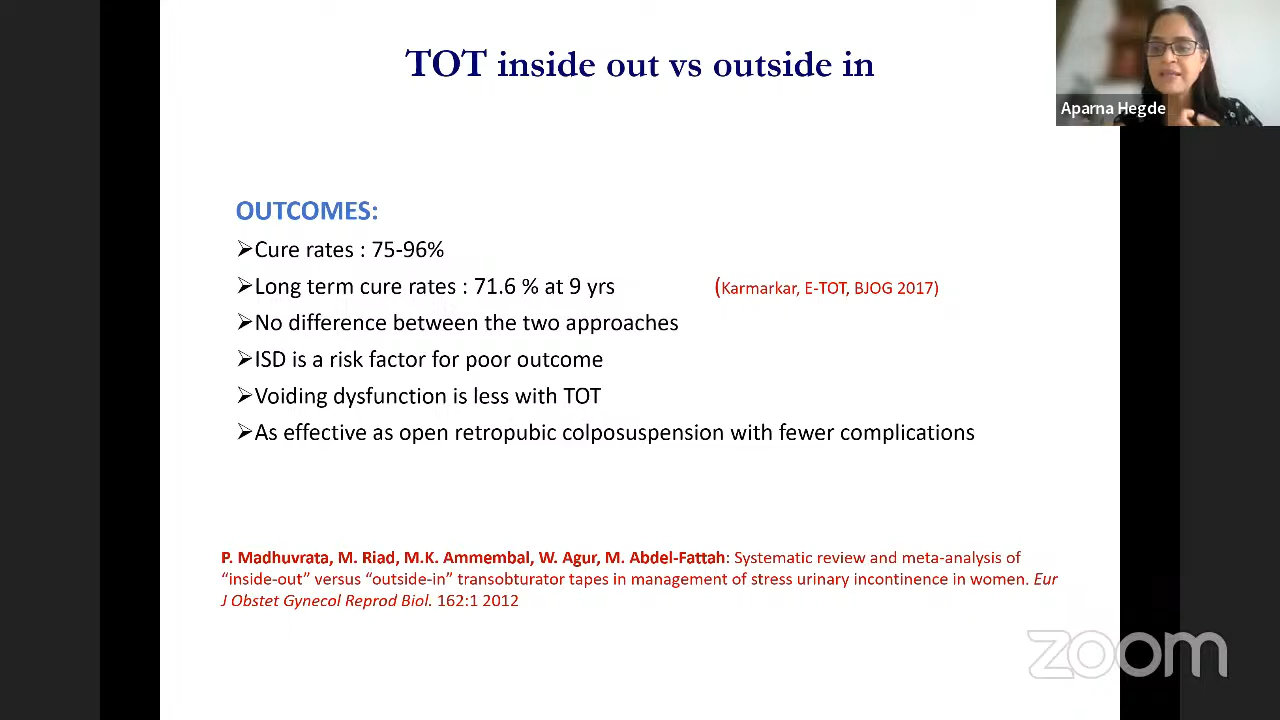 TOT inside out vs outside in
Aparna Hegde
OUTCOMES:
➢Cure rates : 75-96%
➢Long term cure rates : 71.6 % at 9 yrs (Karmarkar, E-TOT, BJOG 2017)
➢No difference between the two approaches
➢ISD is a risk factor for poor outcome
➢Voiding dysfunction is less with TOT
➢As effective as open retropubic colposuspension with fewer complications
P. Madhuvrata, M. Riad, M.K. Ammembal, W. Agur, M. Abdel-Fattah: Systematic review and meta-analysis of
“inside-out” versus “outside-in” transobturator tapes in management of stress urinary incontinence in women. Eur
J Obstet Gynecol Reprod Biol. 162:1 2012
zoom